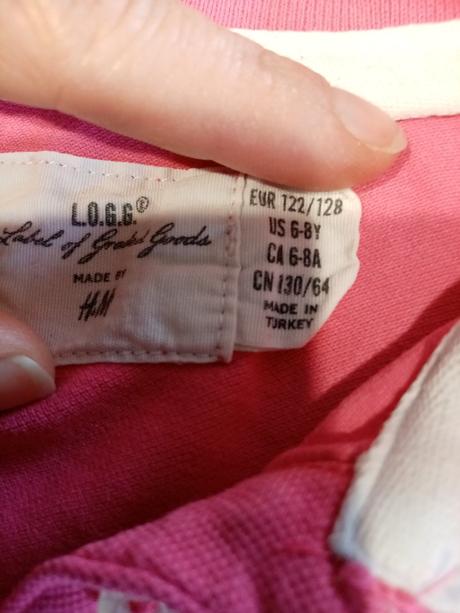 L.O.G.G.®
Label of Graded Goods
MADE BY
H&M
EUR 122/128
US 6-8Y
CA 6-8A
CN 130/64
MADE IN
TURKEY